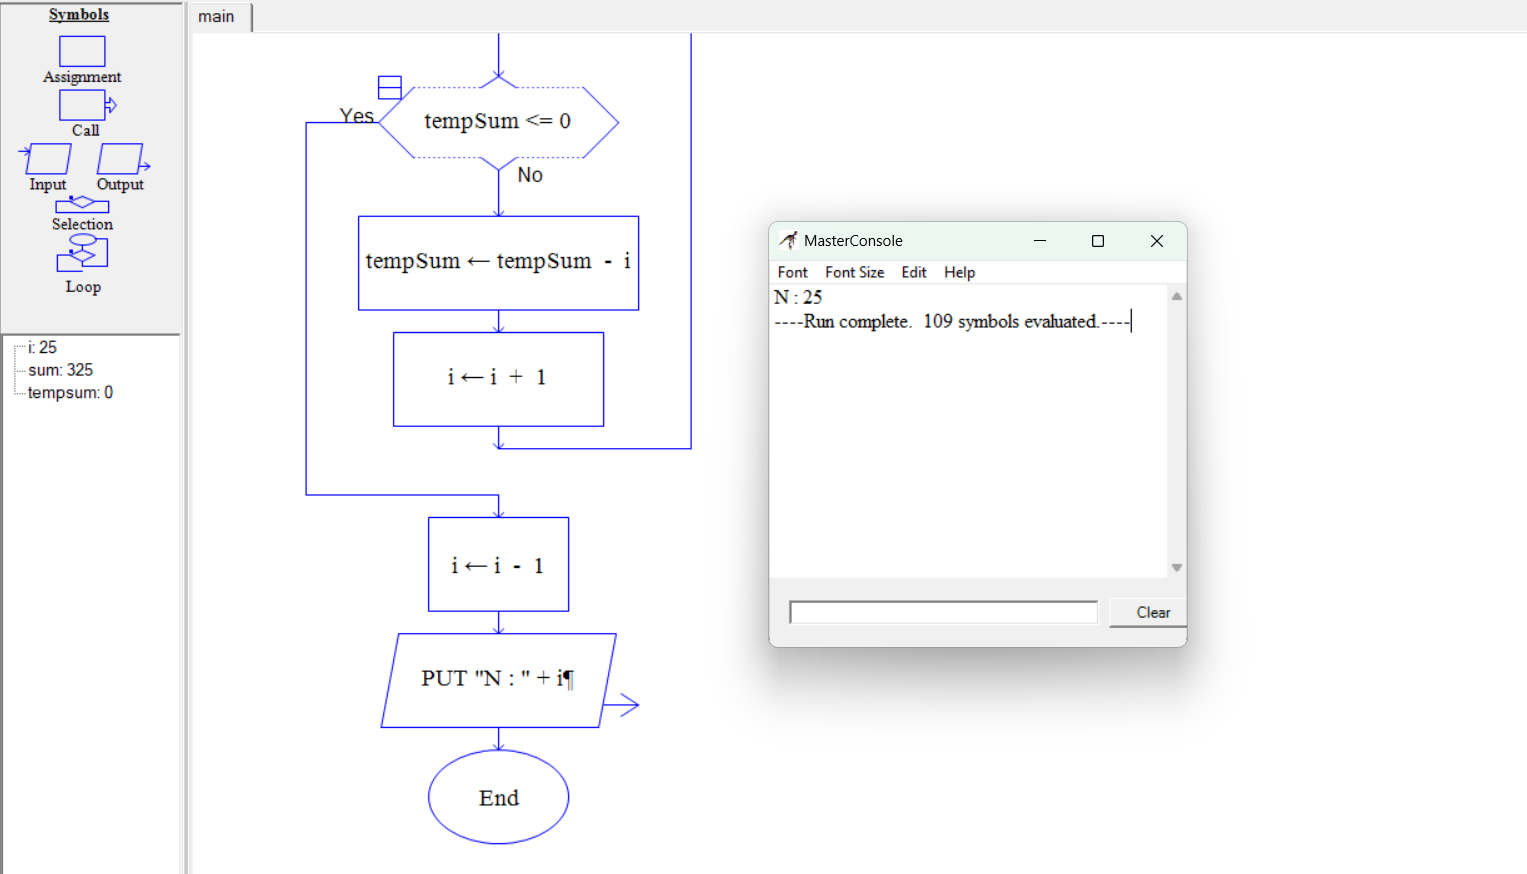 Symbols
Assignment
Call
Input Output
Selection
Loop
i: 25
sum: 325
tempsum: 0
main
Yes
tempSum <= 0
No
tempSum ← tempSum - i
i ← i + 1
i ← i - 1
PUT "N : " + i¶
End
MasterConsole
Font Font Size Edit Help
N : 25
----Run complete. 109 symbols evaluated.----
Clear